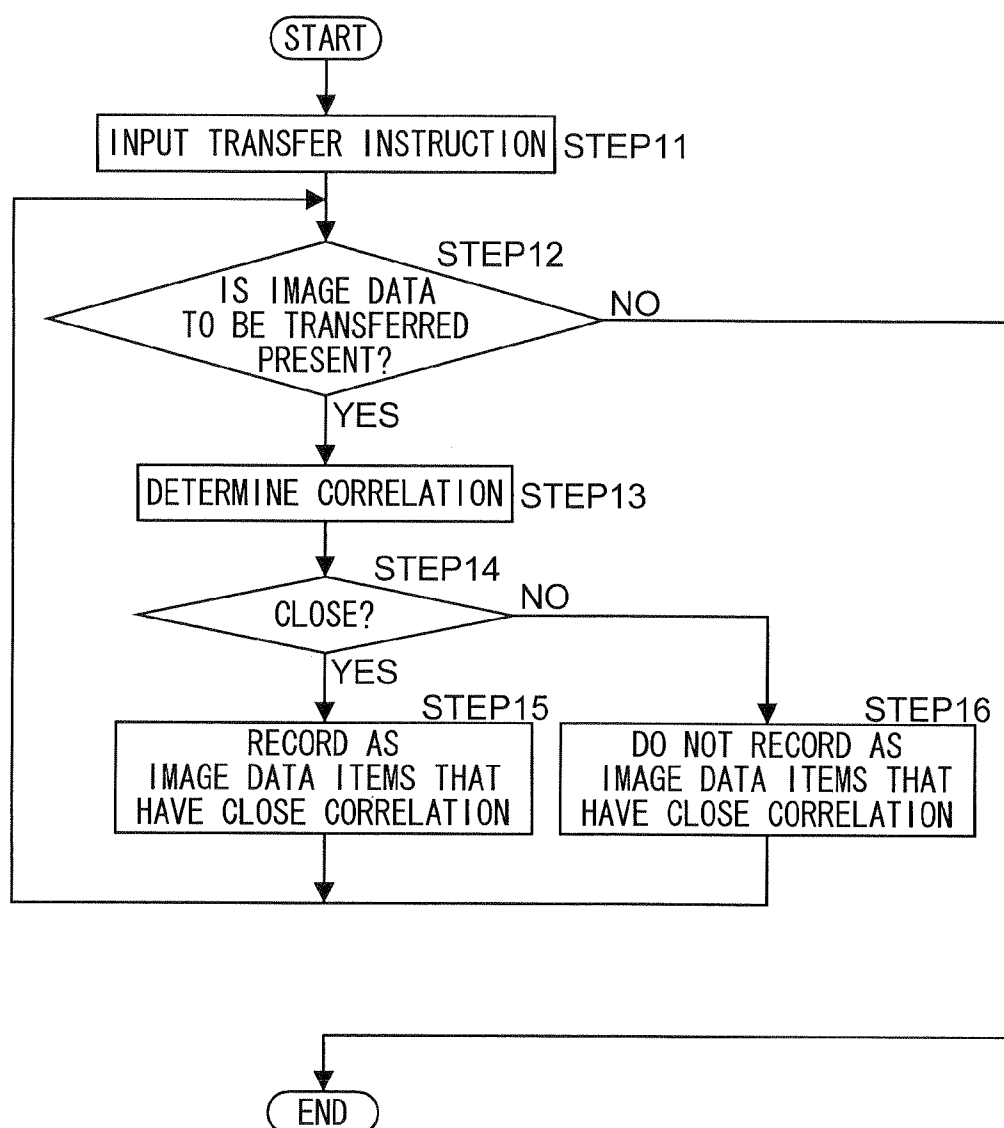 START
INPUT TRANSFER INSTRUCTION
STEP11
STEP12
IS IMAGE DATA
TO BE TRANSFERRED
PRESENT?
NO
YES
DETERMINE CORRELATION
STEP13
STEP14
CLOSE?
NO
YES
STEP15
RECORD AS
IMAGE DATA ITEMS THAT
HAVE CLOSE CORRELATION
STEP16
DO NOT RECORD AS
IMAGE DATA ITEMS THAT
HAVE CLOSE CORRELATION
END